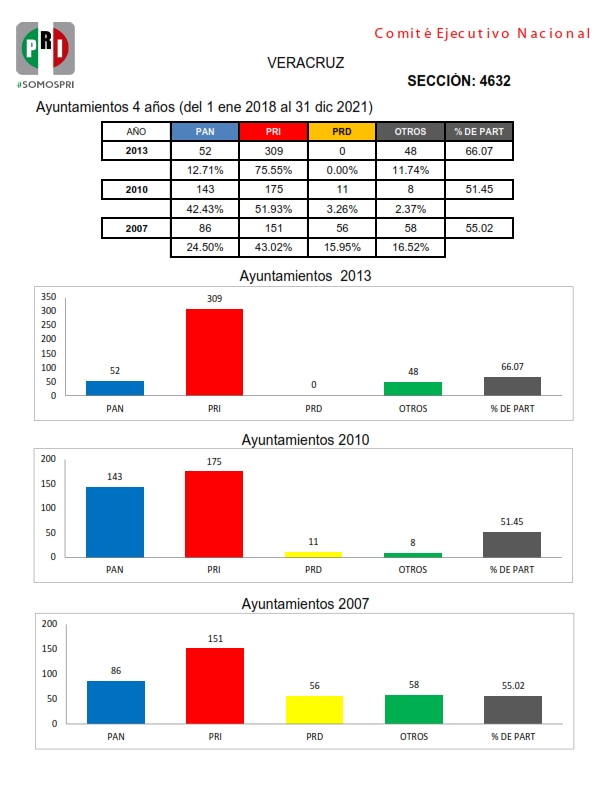 Comité Ejecutivo Nacional
PRI
#SOMOSPRI
VERACRUZ
SECCIÓN: 4632
Ayuntamientos 4 años (del 1 ene 2018 al 31 dic 2021)
AÑO PAN PRI PRD OTROS % DE PART
2013 52 309 0 48 66.07
12.71% 75.55% 0.00% 11.74%
2010 143 175 11 8 51.45
42.43% 51.93% 3.26% 2.37%
2007 86 151 56 58 55.02
24.50% 43.02% 15.95% 16.52%
Ayuntamientos 2013
350
300
250
200
150
100
50
0
52 309 0 48 66.07
PAN PRI PRD OTROS % DE PART
Ayuntamientos 2010
200
150
100
50
0
143 175 11 8 51.45
PAN PRI PRD OTROS % DE PART
Ayuntamientos 2007
200
150
100
50
0
86 151 56 58 55.02
PAN PRI PRD OTROS % DE PART